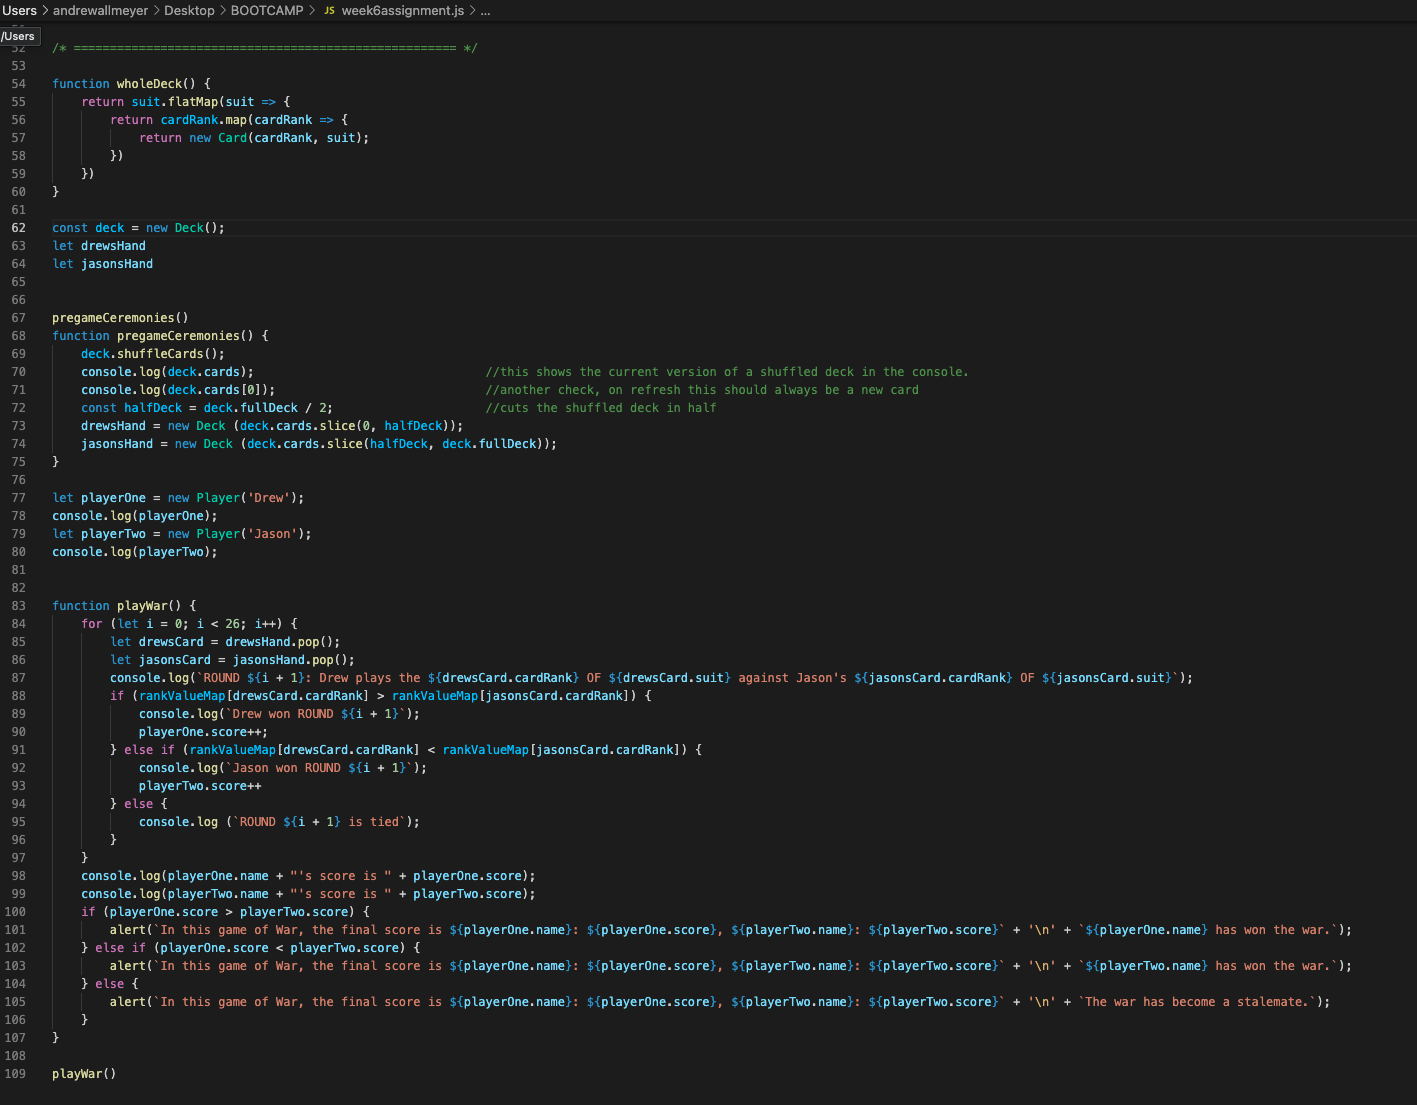 Users > andrewallmeyer > Desktop > BOOTCAMP > JS week6assignment.js > ...
/Users
52 /* ===================================================== */
53
54 function wholeDeck() {
55     return suit.flatMap(suit => {
56         return cardRank.map(cardRank => {
57             return new Card(cardRank, suit);
58         })
59     })
60 }
61
62 const deck = new Deck();
63 let drewsHand
64 let jasonsHand
65
66
67 pregameCeremonies()
68 function pregameCeremonies() {
69     deck.shuffleCards();
70     console.log(deck.cards);                                //this shows the current version of a shuffled deck in the console.
71     console.log(deck.cards[0]);                             //another check, on refresh this should always be a new card
72     const halfDeck = deck.fullDeck / 2;                     //cuts the shuffled deck in half
73     drewsHand = new Deck (deck.cards.slice(0, halfDeck));
74     jasonsHand = new Deck (deck.cards.slice(halfDeck, deck.fullDeck));
75 }
76
77 let playerOne = new Player('Drew');
78 console.log(playerOne);
79 let playerTwo = new Player('Jason');
80 console.log(playerTwo);
81
82
83 function playWar() {
84     for (let i = 0; i < 26; i++) {
85         let drewsCard = drewsHand.pop();
86         let jasonsCard = jasonsHand.pop();
87         console.log(`ROUND ${i + 1}: Drew plays the ${drewsCard.cardRank} OF ${drewsCard.suit} against Jason's ${jasonsCard.cardRank} OF ${jasonsCard.suit}`);
88         if (rankValueMap[drewsCard.cardRank] > rankValueMap[jasonsCard.cardRank]) {
89             console.log(`Drew won ROUND ${i + 1}`);
90             playerOne.score++;
91         } else if (rankValueMap[drewsCard.cardRank] < rankValueMap[jasonsCard.cardRank]) {
92             console.log(`Jason won ROUND ${i + 1}`);
93             playerTwo.score++
94         } else {
95             console.log (`ROUND ${i + 1} is tied`);
96         }
97     }
98     console.log(playerOne.name + "'s score is " + playerOne.score);
99     console.log(playerTwo.name + "'s score is " + playerTwo.score);
100     if (playerOne.score > playerTwo.score) {
101         alert(`In this game of War, the final score is ${playerOne.name}: ${playerOne.score}, ${playerTwo.name}: ${playerTwo.score}` + '\n' + `${playerOne.name} has won the war.`);
102     } else if (playerOne.score < playerTwo.score) {
103         alert(`In this game of War, the final score is ${playerOne.name}: ${playerOne.score}, ${playerTwo.name}: ${playerTwo.score}` + '\n' + `${playerTwo.name} has won the war.`);
104     } else {
105         alert(`In this game of War, the final score is ${playerOne.name}: ${playerOne.score}, ${playerTwo.name}: ${playerTwo.score}` + '\n' + `The war has become a stalemate.`);
106     }
107 }
108
109 playWar()